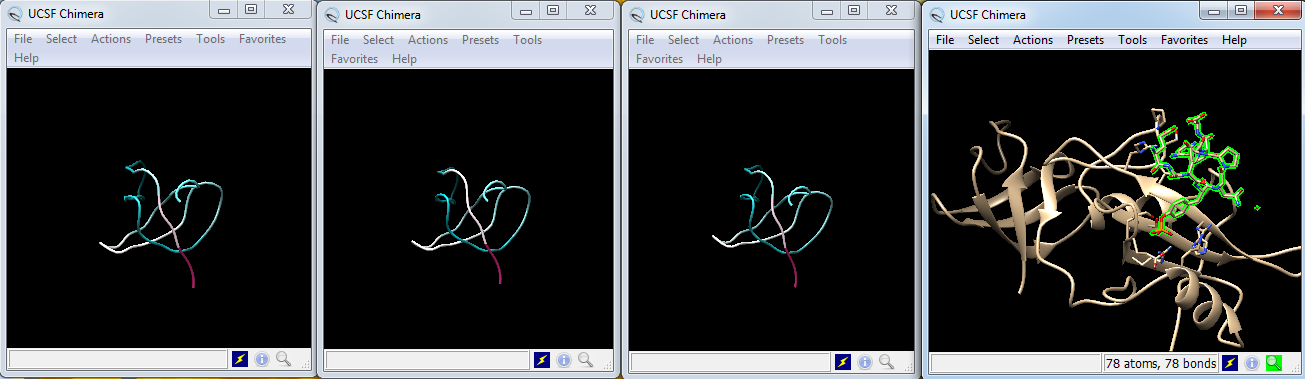 UCSF Chimera
File Select Actions Presets Tools Favorites
Help
UCSF Chimera
File Select Actions Presets Tools
Favorites Help
UCSF Chimera
File Select Actions Presets Tools
Favorites Help
UCSF Chimera
File Select Actions Presets Tools Favorites Help
78 atoms, 78 bonds